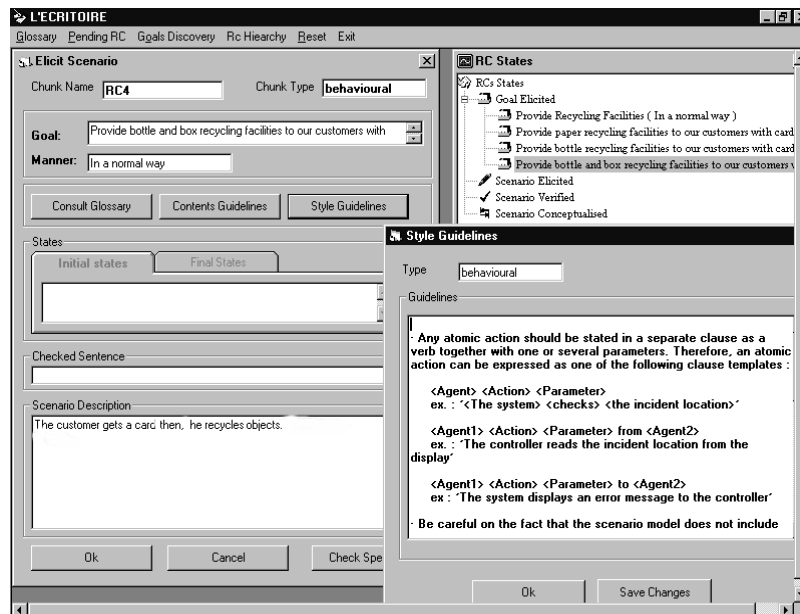 L'ECRITOIRE
Glossary Pending RC Goals Discovery Rc Hiearchy Reset Exit
Elicit Scenario
Chunk Name RC4 Chunk Type behavioural
Goal: Provide bottle and box recycling facilities to our customers with
Manner: In a normal way
Consult Glossary Contents Guidelines Style Guidelines
States
Initial states Final States
Checked Sentence
Scenario Description
The customer gets a card then, he recycles objects.
Ok Cancel Check Spe
RC States
RCs States
Goal Elicited
Provide Recycling Facilities ( In a normal way )
Provide paper recycling facilities to our customers with card
Provide bottle recycling facilities to our customers with card
Provide bottle and box recycling facilities to our customers v
Scenario Elicited
Scenario Verified
Scenario Conceptualised
Style Guidelines
Type behavioural
Guidelines
· Any atomic action should be stated in a separate clause as a
verb together with one or several parameters. Therefore, an atomic
action can be expressed as one of the following clause templates :
<Agent> <Action> <Parameter>
ex. : '<The system> <checks> <the incident location>'
<Agent1> <Action> <Parameter> from <Agent2>
ex. : 'The controller reads the incident location from the
display'
<Agent1> <Action> <Parameter> to <Agent2>
ex : 'The system displays an error message to the controller'
· Be careful on the fact that the scenario model does not include
Ok Save Changes